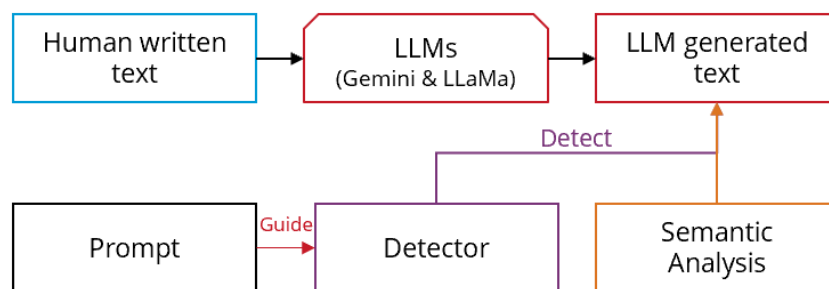 Human written
text
LLMs
(Gemini & LLaMa)
LLM generated
text
Detect
Prompt
Guide
Detector
Semantic
Analysis